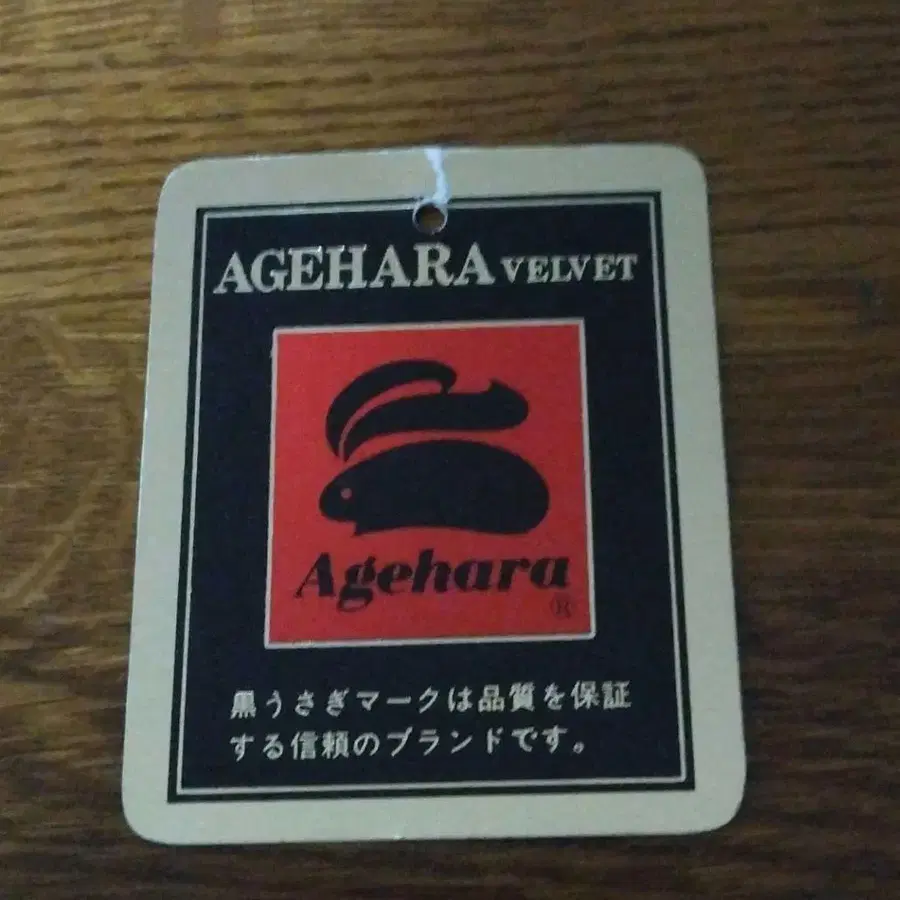 AGEHARA VELVET
Agehara
®
黒うさぎマークは品質を保証
する信頼のブランドです。